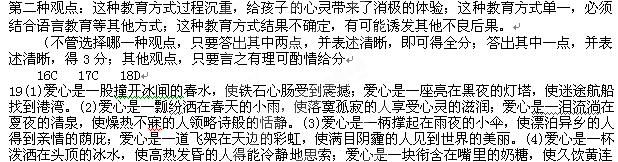 第二种观点：这种教育方式过程沉重，给孩子的心灵带来了消极的体验；这种教育方式单一，必须
结合语言教育等其他方式；这种教育方式结果不确定，有可能诱发其他不良后果。
（不管选择哪一种观点，只要答出其中两点，并表述清晰，即可得全分；答出其中一点，并表
述清晰，得 3 分；其他观点，只要言之有理可酌情给分
16C 17C 18D
19(1)爱心是一股撞开冰闸的春水，使铁石心肠受到震撼；爱心是一座亮在黑夜的灯塔，使迷途航船
找到港湾。(2)爱心是一颗纷洒在春天的小雨，使落寞孤寂的人享受心灵的滋润；爱心是一泪流淌在
夏夜的清泉，使燥热不寐的人领略诗般的恬静。(3)爱心是一柄撑起在雨夜的小伞，使漂泊异乡的人
得到亲情的荫庇；爱心是一道飞架在天边的彩虹，使满目阴霾的人见到世界的美丽。(4)爱心是一杯
泼洒在头顶的冰水，使高热发昏的人得能冷静地思索；爱心是一块衔含在嘴里的奶糖，使久饮黄连